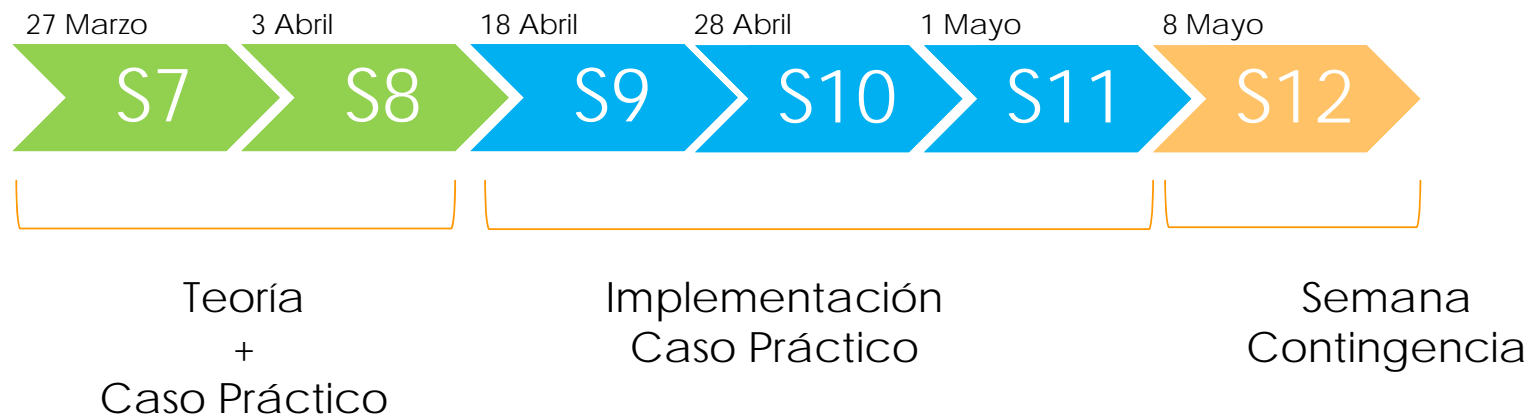 27 Marzo
3 Abril
18 Abril
28 Abril
1 Mayo
8 Mayo
S7
S8
S9
S10
S11
S12
Teoría
+
Caso Práctico
Implementación
Caso Práctico
Semana
Contingencia